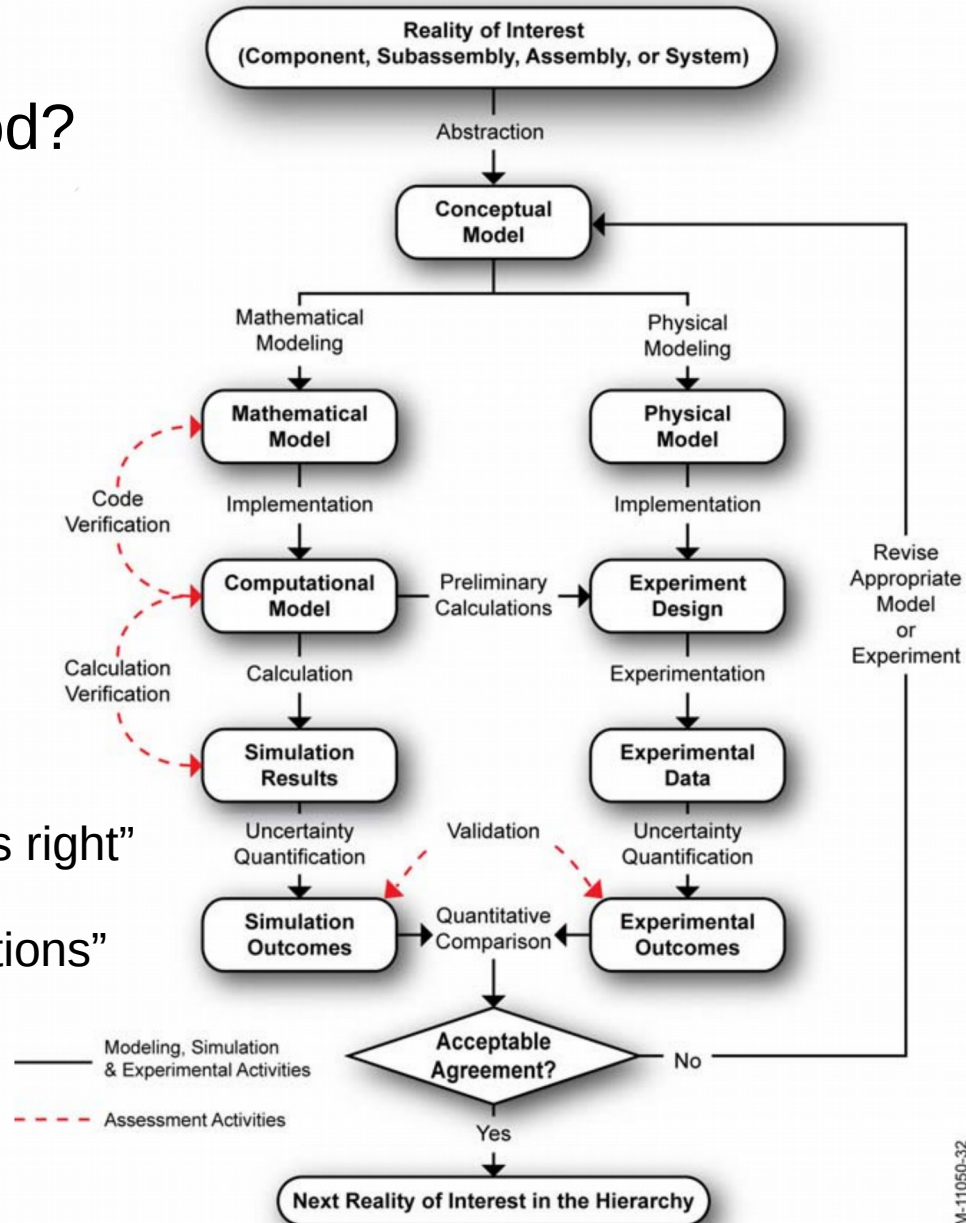 Reality of Interest
(Component, Subassembly, Assembly, or System)
Abstraction
Conceptual
Model
Mathematical
Modeling
Physical
Modeling
Mathematical
Model
Physical
Model
Code
Verification
Implementation
Implementation
Computational
Model
Preliminary
Calculations
Experiment
Design
Revise
Appropriate
Model
or
Experiment
Calculation
Verification
Calculation
Experimentation
Simulation
Results
Experimental
Data
s right”
Uncertainty
Quantification
Validation
Uncertainty
Quantification
tions”
Simulation
Outcomes
Quantitative
Comparison
Experimental
Outcomes
Modeling, Simulation
& Experimental Activities
Acceptable
Agreement?
No
Assessment Activities
Yes
Next Reality of Interest in the Hierarchy
M-11050-32